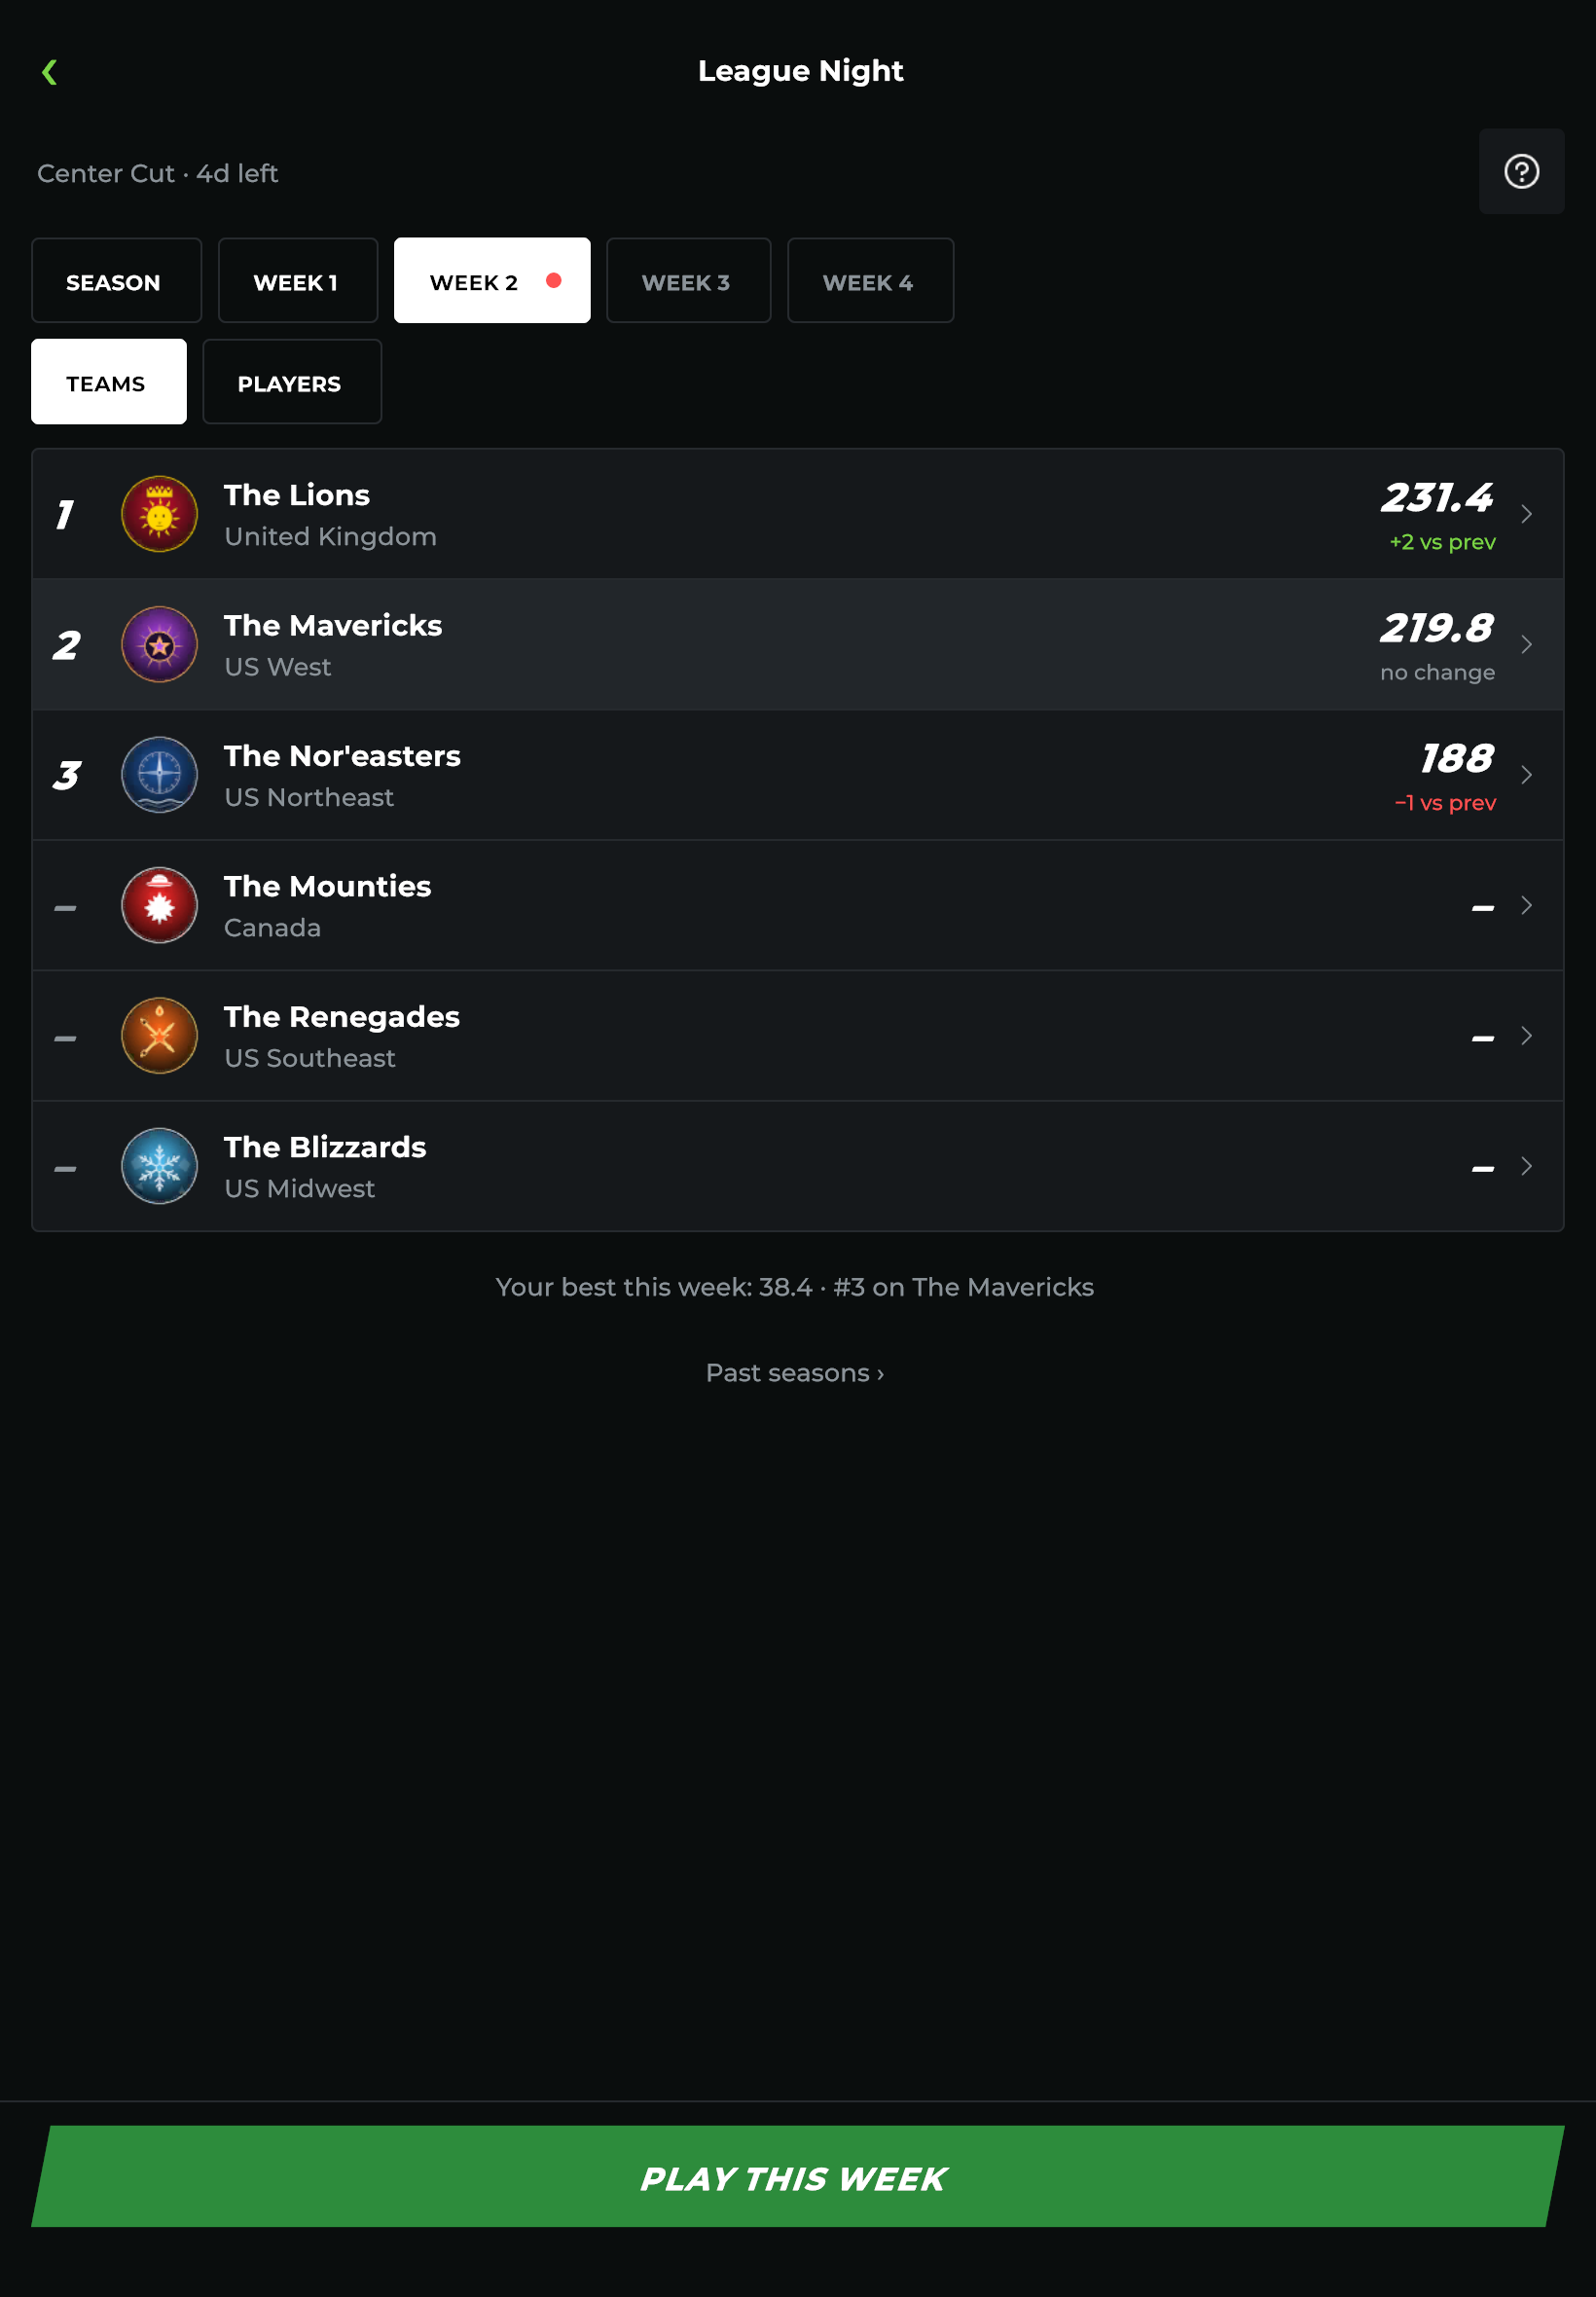 League Night
Center Cut · 4d left
SEASON
WEEK 1
WEEK 2
WEEK 3
WEEK 4
TEAMS
PLAYERS
1
The Lions
United Kingdom
231.4
+2 vs prev
2
The Mavericks
US West
219.8
no change
3
The Nor'easters
US Northeast
188
−1 vs prev
–
The Mounties
Canada
–
–
The Renegades
US Southeast
–
–
The Blizzards
US Midwest
–
Your best this week: 38.4 · #3 on The Mavericks
Past seasons ›
PLAY THIS WEEK